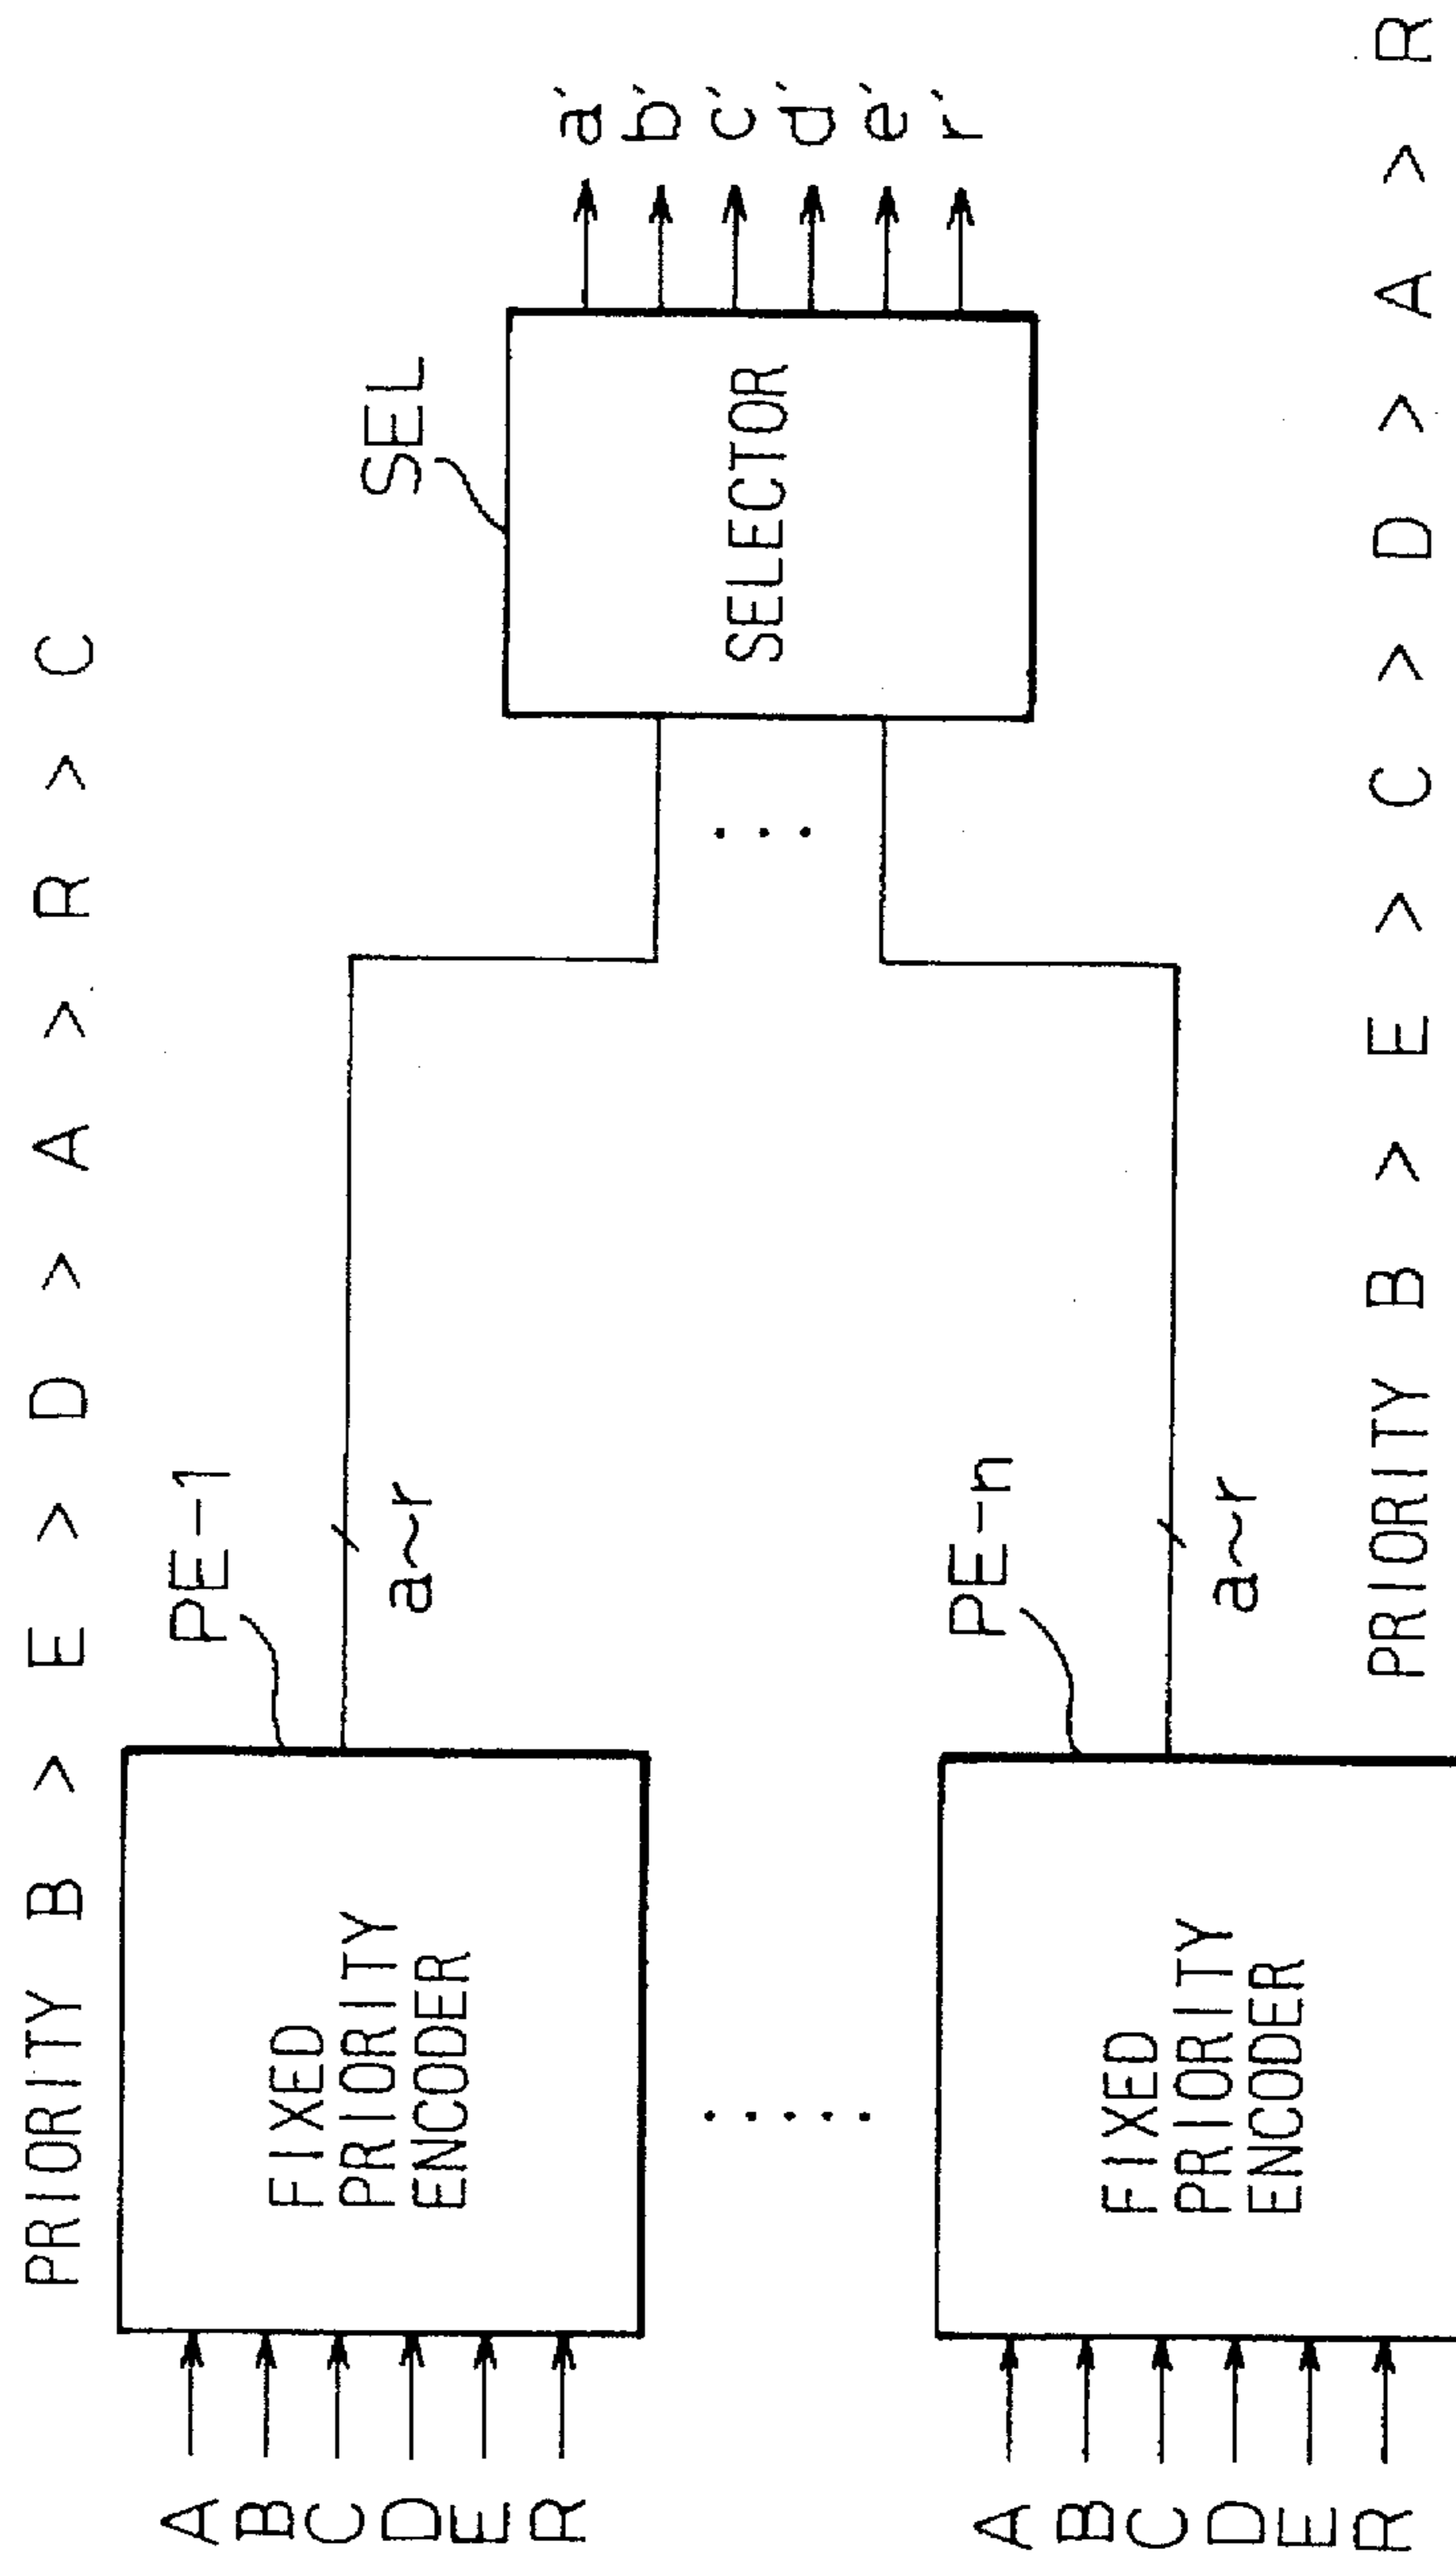 PRIORITY B > E > D > A > R > C
PE-1
A
B
C
D
E
R
FIXED
PRIORITY
ENCODER
a~r
SEL
SELECTOR
a'
b'
c'
d'
e'
r'
PE-n
A
B
C
D
E
R
FIXED
PRIORITY
ENCODER
a~r
PRIORITY B > E > C > D > A > R